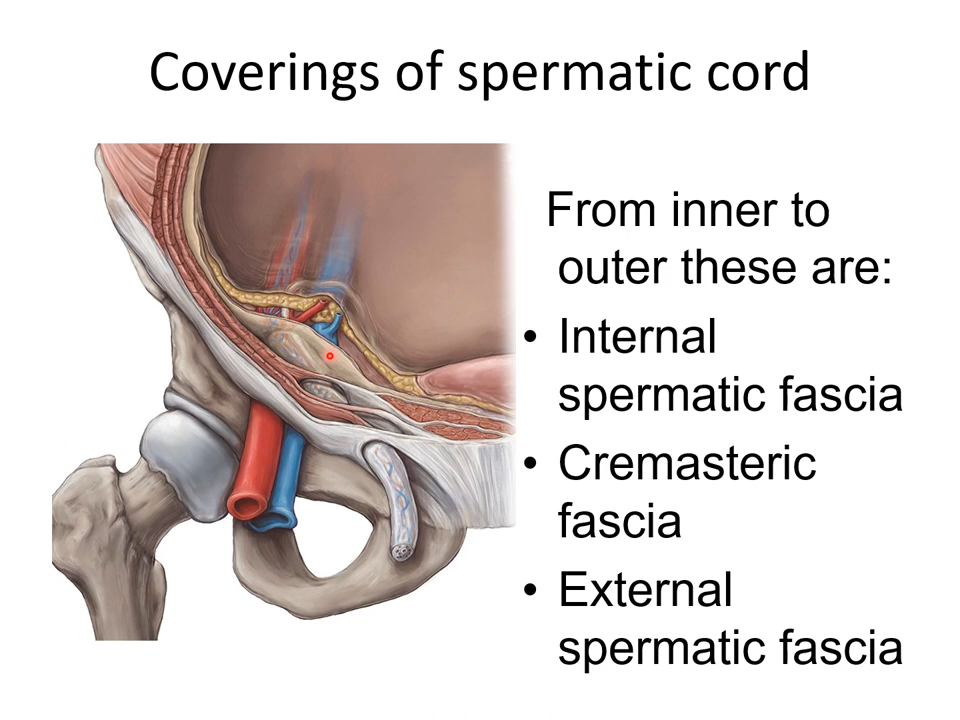 Coverings of spermatic cord
From inner to
outer these are:
• Internal
spermatic fascia
• Cremasteric
fascia
• External
spermatic fascia